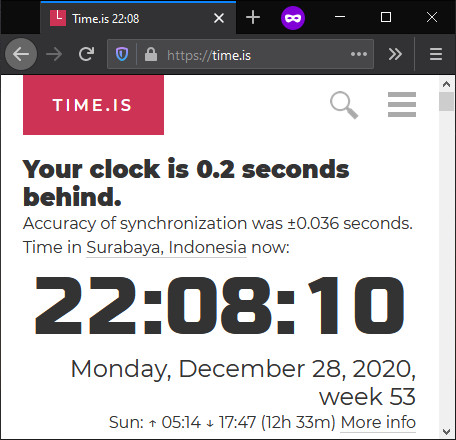 Time.is 22:08
https://time.is
TIME.IS
Your clock is 0.2 seconds
behind.
Accuracy of synchronization was ±0.036 seconds.
Time in Surabaya, Indonesia now:
22:08:10
Monday, December 28, 2020,
week 53
Sun: ↑ 05:14 ↓ 17:47 (12h 33m) More info